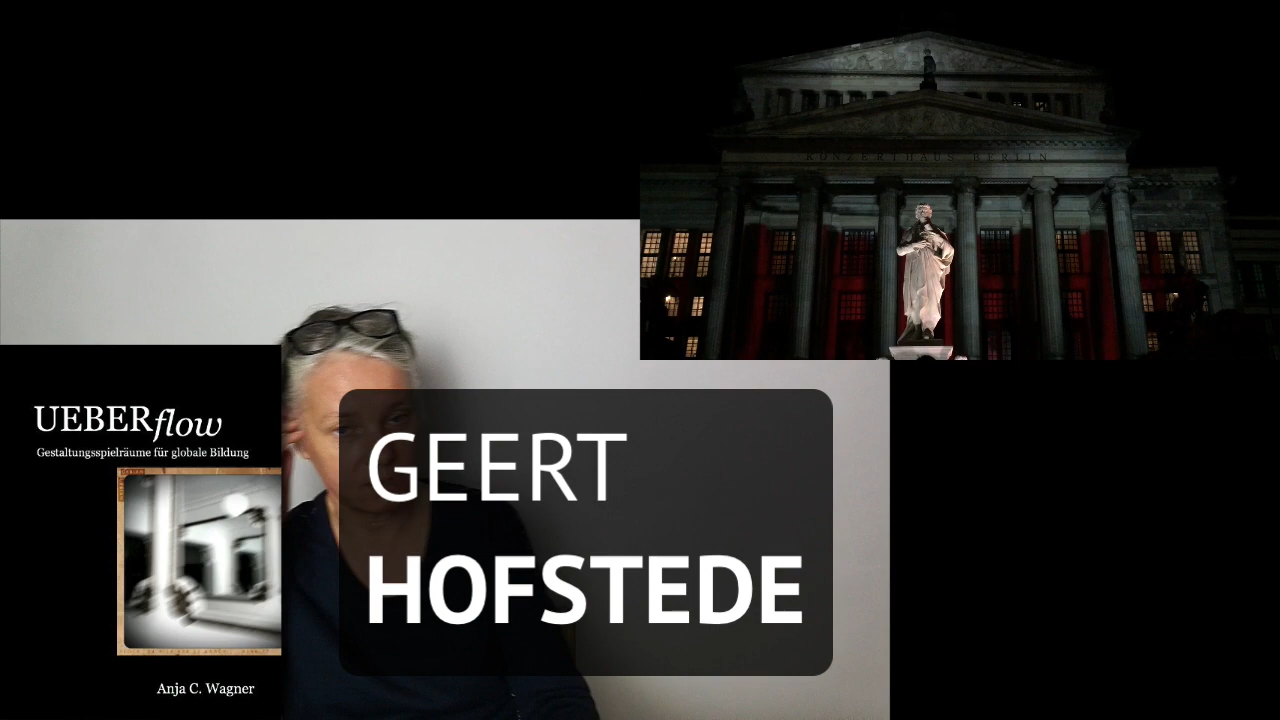 KONZERTHAUS BERLIN
UEBERflow
Gestaltungsspielräume für globale Bildung
Anja C. Wagner
GEERT
HOFSTEDE